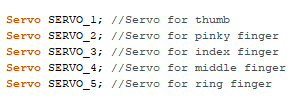 Servo SERVO_1; //Servo for thumb
Servo SERVO_2; //Servo for pinky finger
Servo SERVO_3; //Servo for index finger
Servo SERVO_4; //Servo for middle finger
Servo SERVO_5; //Servo for ring finger